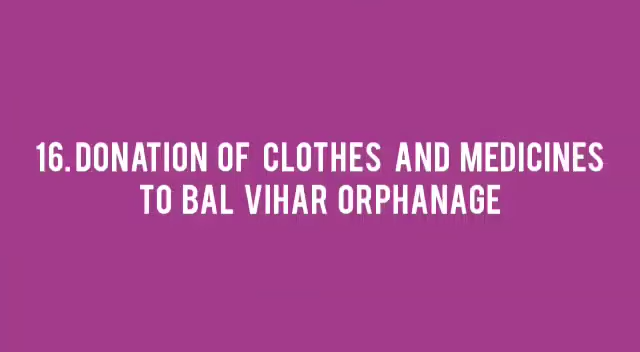 16. DONATION OF CLOTHES AND MEDICINES
TO BAL VIHAR ORPHANAGE